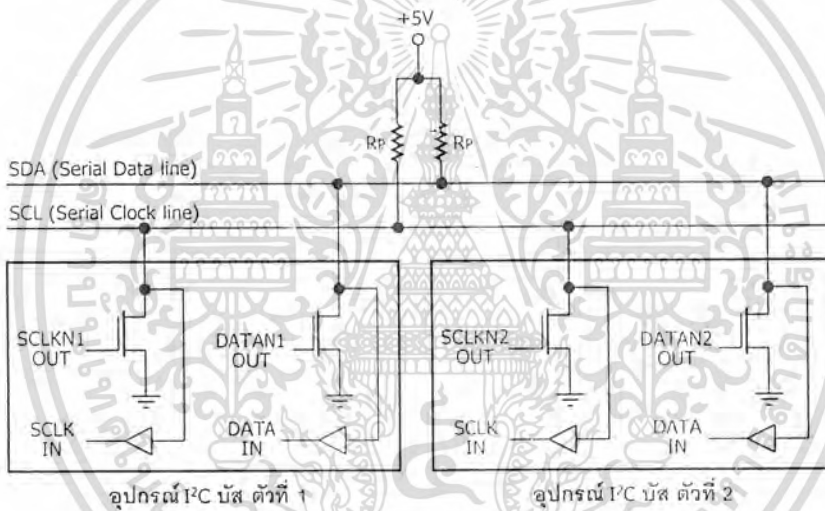 +5V
RP RP
SDA (Serial Data line)
SCL (Serial Clock line)
SCLKN1
OUT
DATAN1
OUT
SCLK
IN
DATA
IN
SCLKN2
OUT
DATAN2
OUT
SCLK
IN
DATA
IN
อุปกรณ์ I²C บัส ตัวที่ 1
อุปกรณ์ I²C บัส ตัวที่ 2